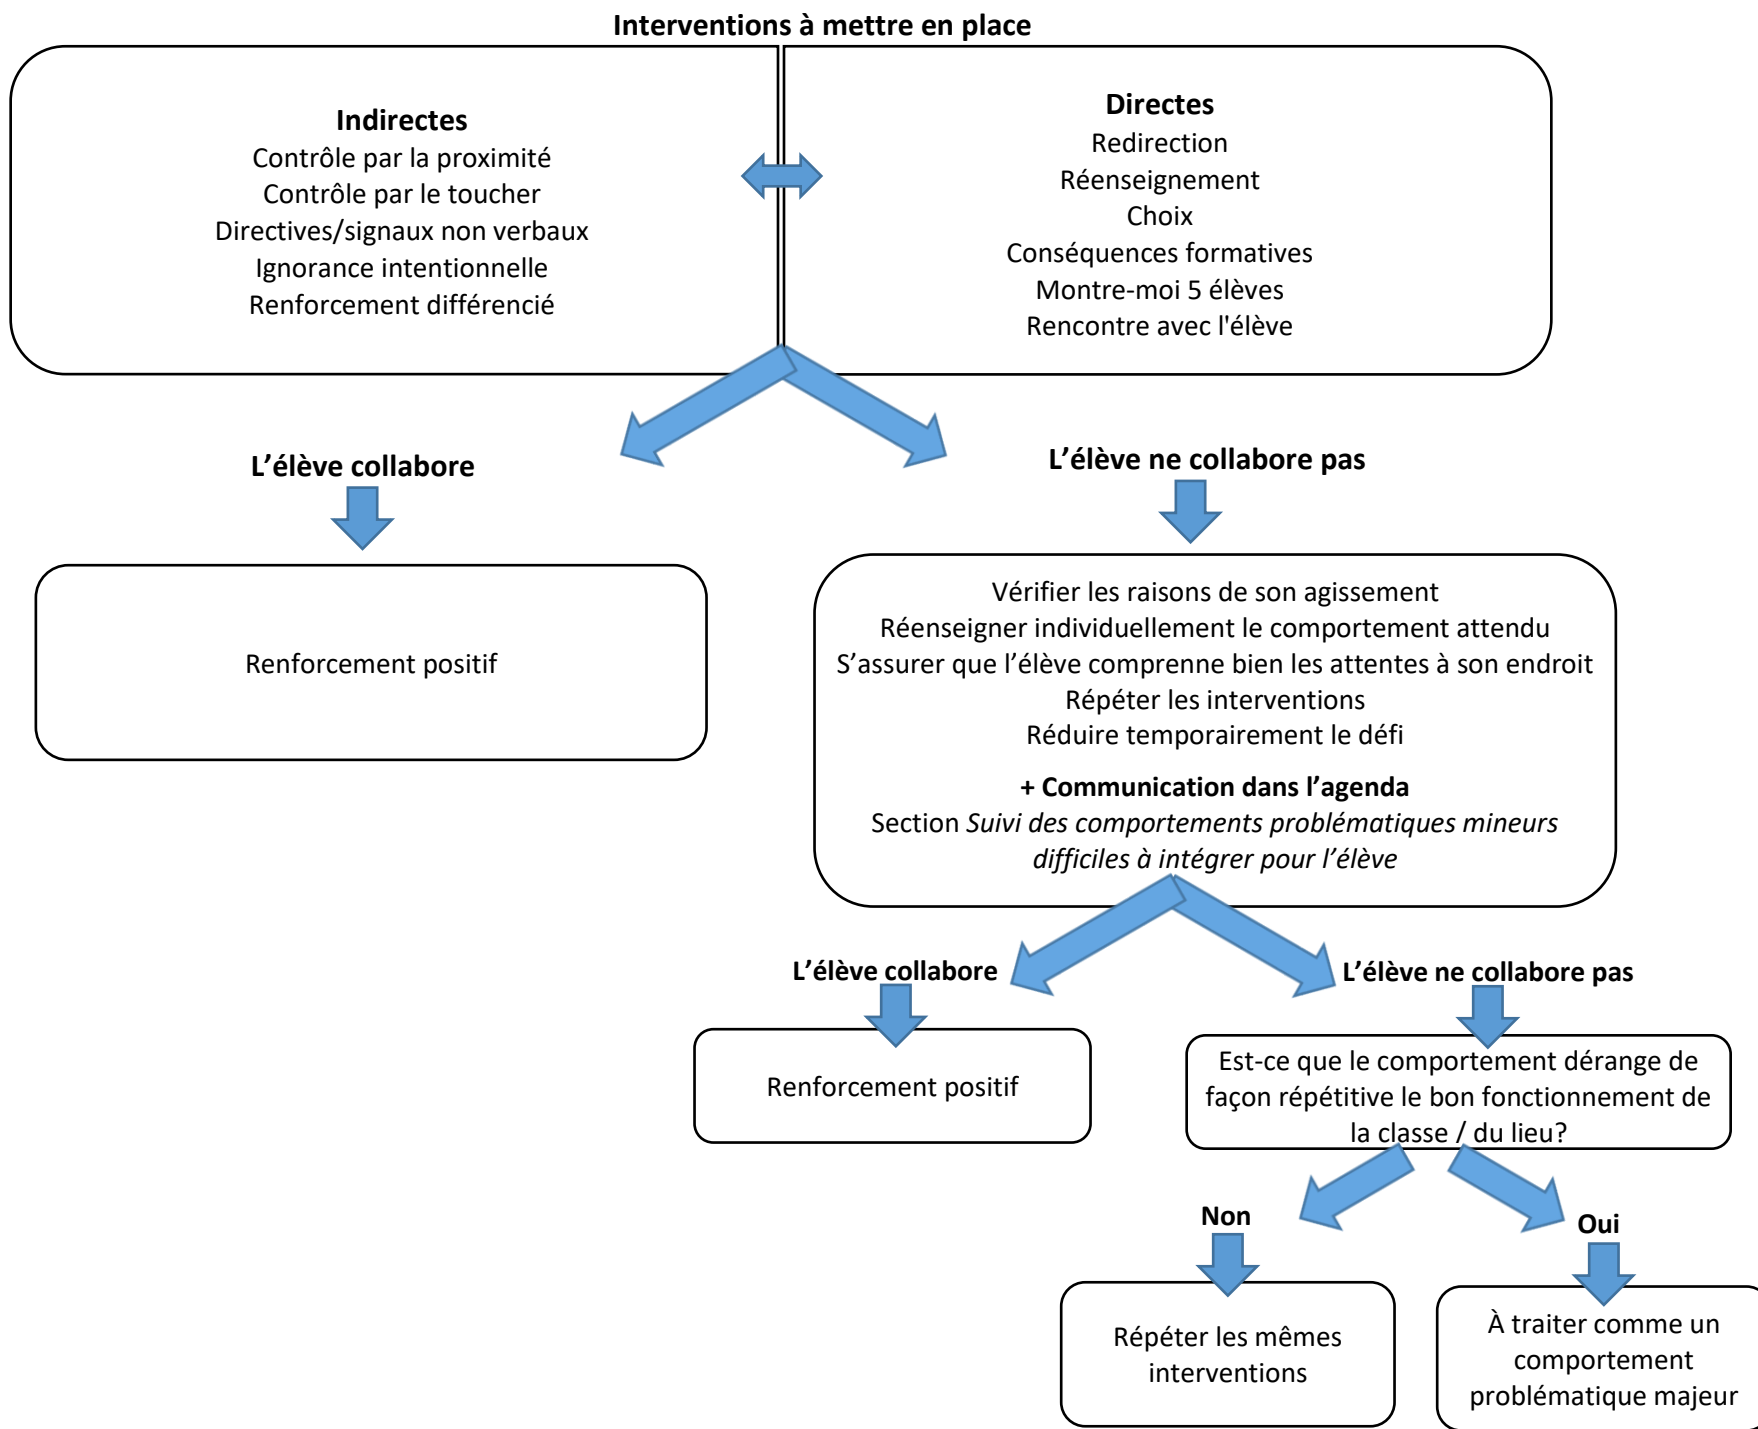 Interventions à mettre en place
Indirectes
Contrôle par la proximité
Contrôle par le toucher
Directives/signaux non verbaux
Ignorance intentionnelle
Renforcement différencié
Directes
Redirection
Réenseignement
Choix
Conséquences formatives
Montre-moi 5 élèves
Rencontre avec l'élève
L’élève collabore
L’élève ne collabore pas
Renforcement positif
Vérifier les raisons de son agissement
Réenseigner individuellement le comportement attendu
S’assurer que l’élève comprenne bien les attentes à son endroit
Répéter les interventions
Réduire temporairement le défi
+ Communication dans l’agenda
Section Suivi des comportements problématiques mineurs
difficiles à intégrer pour l’élève
L’élève collabore
L’élève ne collabore pas
Renforcement positif
Est-ce que le comportement dérange de
façon répétitive le bon fonctionnement de
la classe / du lieu?
Non
Oui
Répéter les mêmes
interventions
À traiter comme un
comportement
problématique majeur